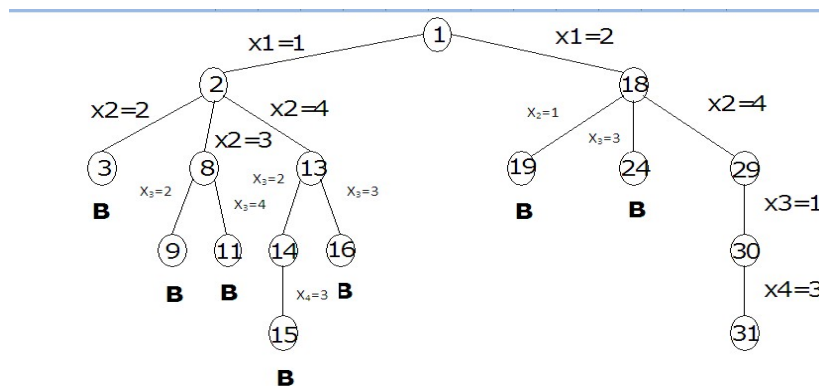 1
x1=1
x1=2
2
18
x2=2
x2=3
x2=4
X₂=1
X₃=3
x2=4
3
8
13
19
24
29
B
X₃=2
X₃=4
X₃=2
X₃=3
B
B
x3=1
9
11
14
16
30
B
B
X₄=3
B
x4=3
15
31
B